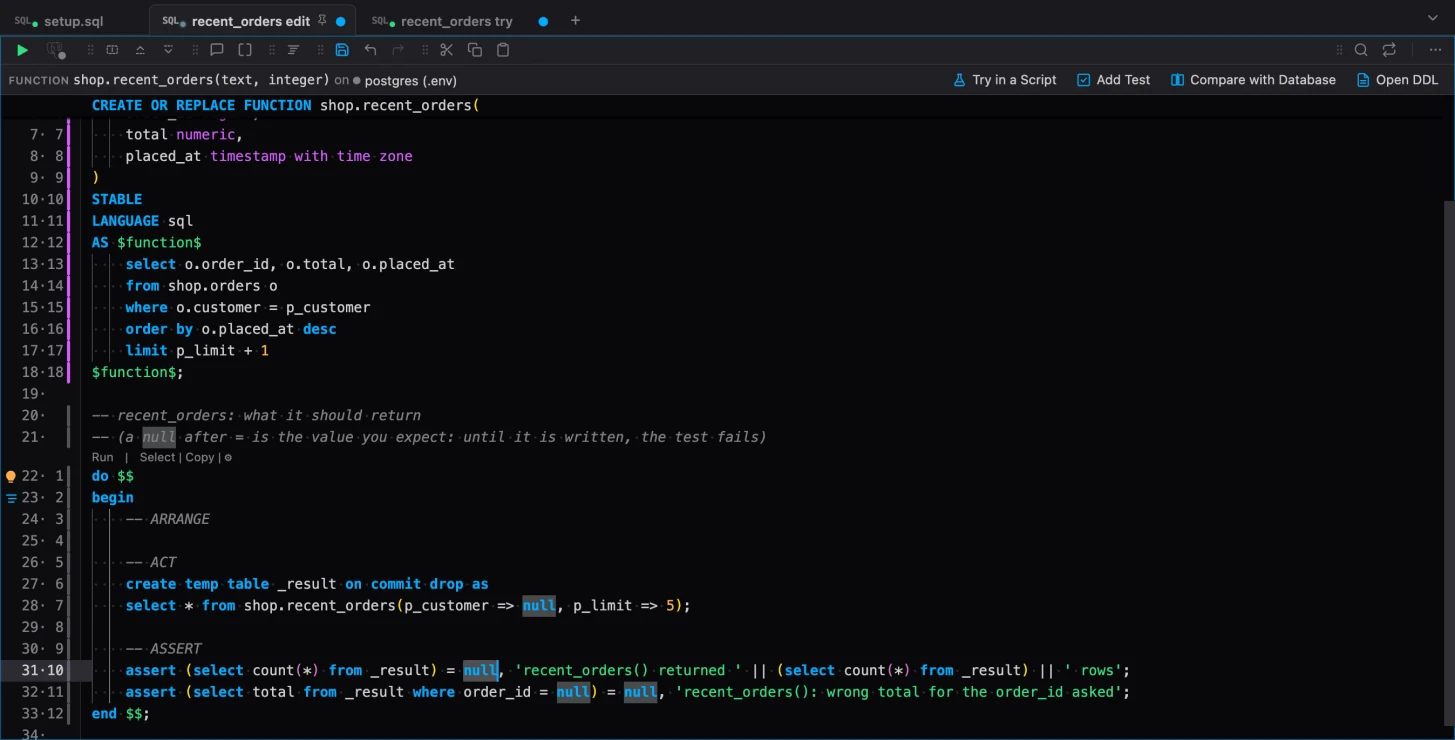 SQL setup.sql SQL recent_orders edit SQL recent_orders try +
FUNCTION shop.recent_orders(text, integer) on postgres (.env) Try in a Script Add Test Compare with Database Open DDL
CREATE OR REPLACE FUNCTION shop.recent_orders(
7· 7 total numeric,
8· 8 placed_at timestamp with time zone
9· 9 )
10·10 STABLE
11·11 LANGUAGE sql
12·12 AS $function$
13·13 select o.order_id, o.total, o.placed_at
14·14 from shop.orders o
15·15 where o.customer = p_customer
16·16 order by o.placed_at desc
17·17 limit p_limit + 1
18·18 $function$;
19·
20· -- recent_orders: what it should return
21· -- (a null after = is the value you expect: until it is written, the test fails)
Run | Select | Copy |
22· 1 do $$
23· 2 begin
24· 3 -- ARRANGE
25· 4
26· 5 -- ACT
27· 6 create temp table _result on commit drop as
28· 7 select * from shop.recent_orders(p_customer => null, p_limit => 5);
29· 8
30· 9 -- ASSERT
31·10 assert (select count(*) from _result) = null, 'recent_orders() returned ' || (select count(*) from _result) || ' rows';
32·11 assert (select total from _result where order_id = null) = null, 'recent_orders(): wrong total for the order_id asked';
33·12 end $$;
34·